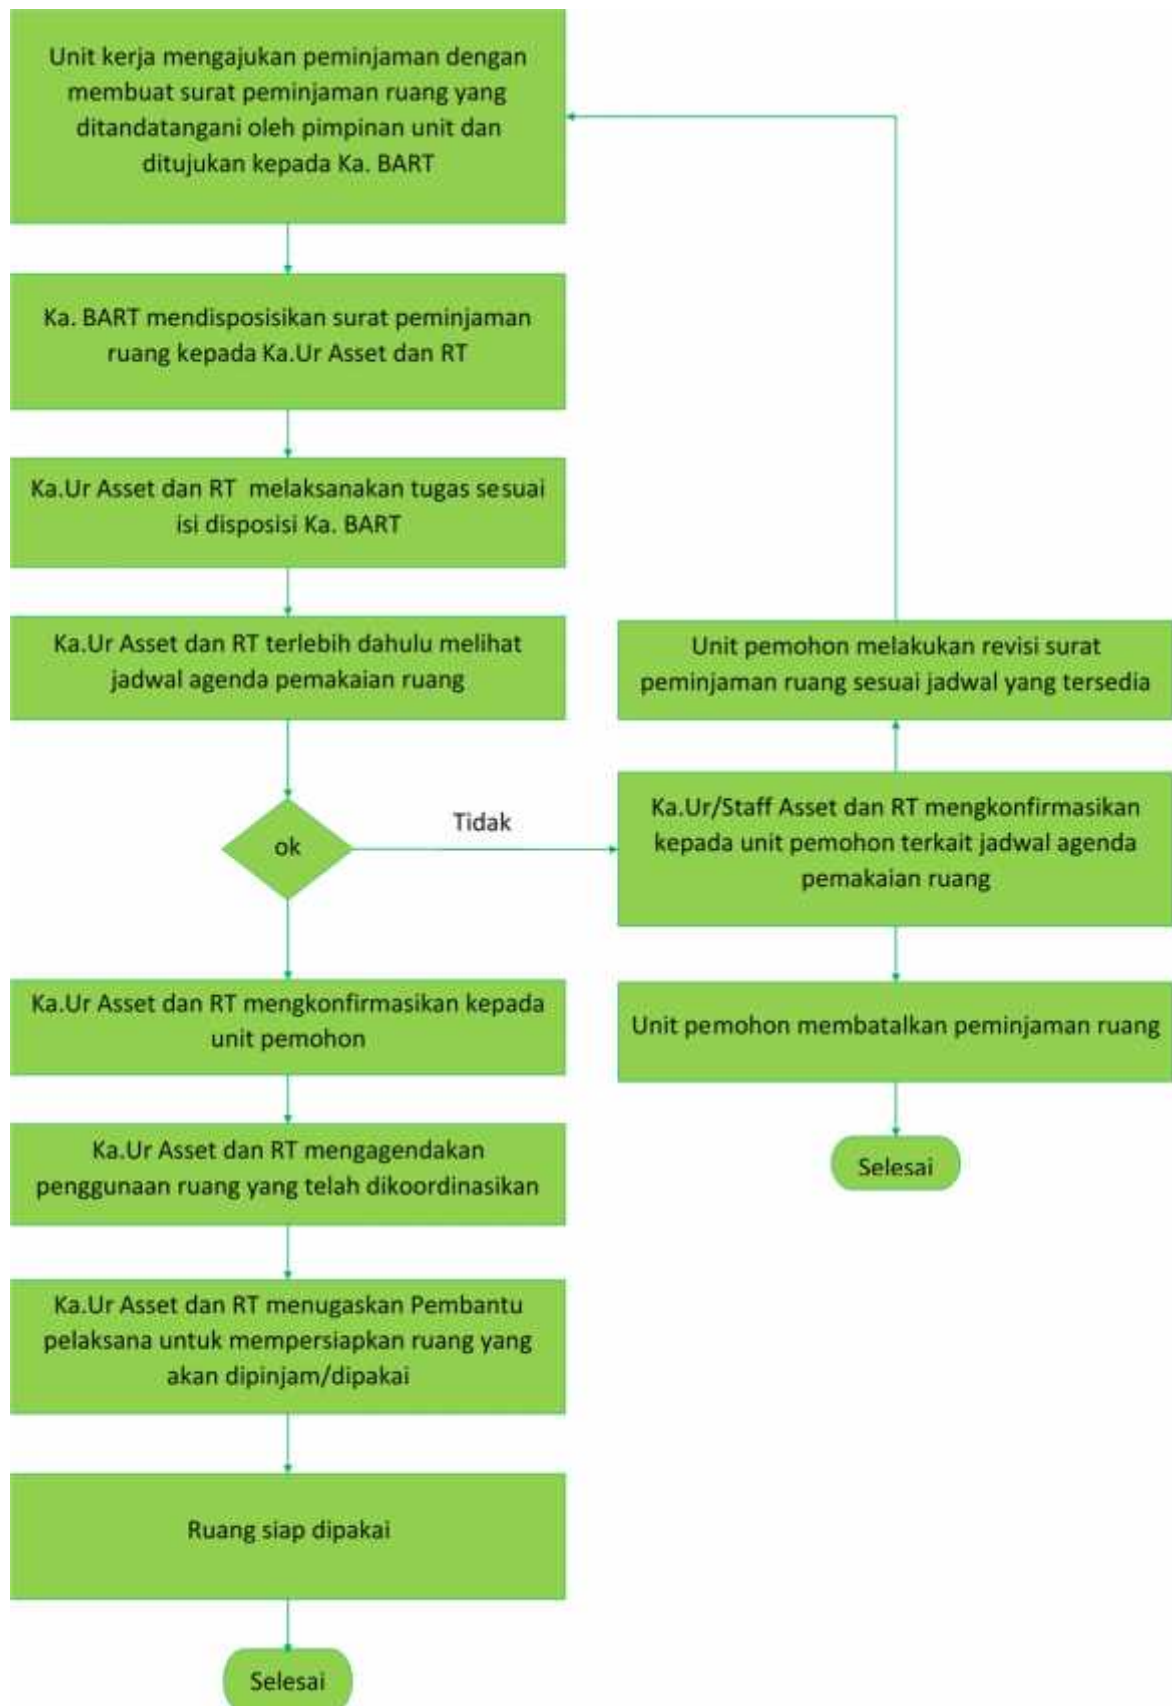 Unit kerja mengajukan peminjaman dengan
membuat surat peminjaman ruang yang
ditandatangani oleh pimpinan unit dan
ditujukan kepada Ka. BART
Ka. BART mendisposisikan surat peminjaman
ruang kepada Ka.Ur Asset dan RT
Ka.Ur Asset dan RT melaksanakan tugas sesuai
isi disposisi Ka. BART
Ka.Ur Asset dan RT terlebih dahulu melihat
jadwal agenda pemakaian ruang
ok
Tidak
Unit pemohon melakukan revisi surat
peminjaman ruang sesuai jadwal yang tersedia
Ka.Ur/Staff Asset dan RT mengkonfirmasikan
kepada unit pemohon terkait jadwal agenda
pemakaian ruang
Unit pemohon membatalkan peminjaman ruang
Selesai
Ka.Ur Asset dan RT mengkonfirmasikan kepada
unit pemohon
Ka.Ur Asset dan RT mengagendakan
penggunaan ruang yang telah dikoordinasikan
Ka.Ur Asset dan RT menugaskan Pembantu
pelaksana untuk mempersiapkan ruang yang
akan dipinjam/dipakai
Ruang siap dipakai
Selesai